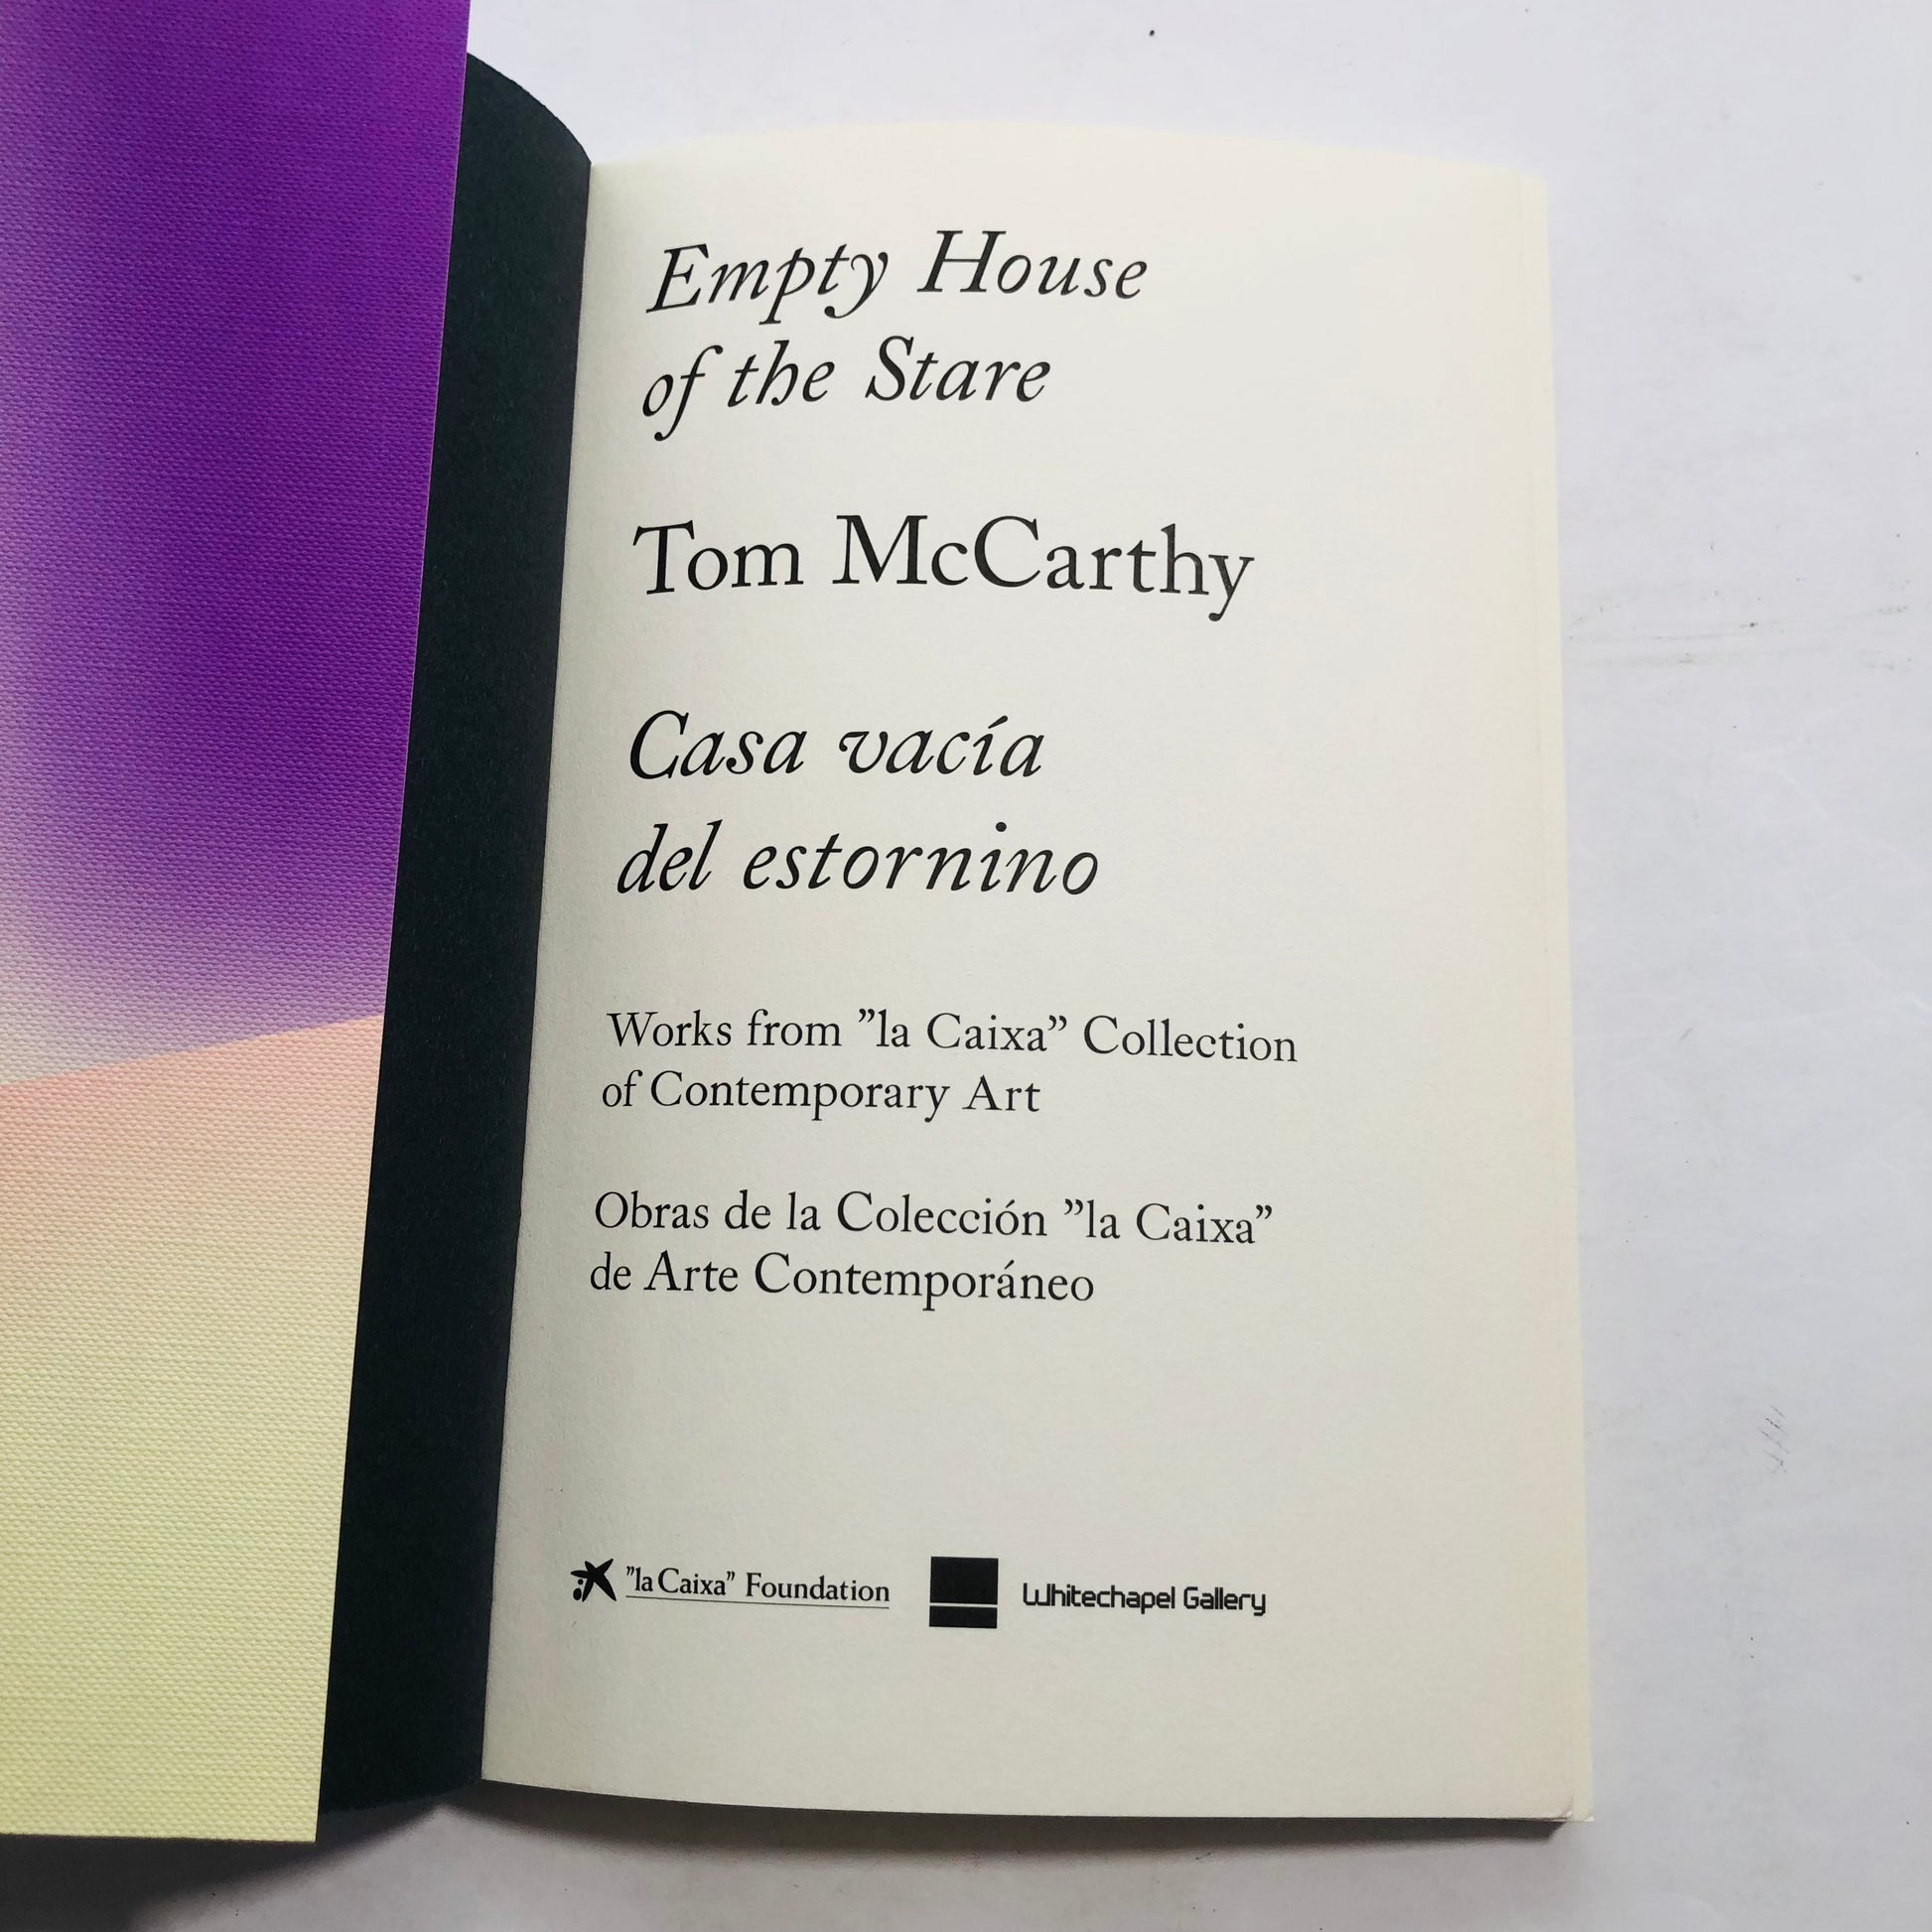 Empty House
of the Stare
Tom McCarthy
Casa vacía
del estornino
Works from ”la Caixa” Collection
of Contemporary Art
Obras de la Colección ”la Caixa”
de Arte Contemporáneo
”la Caixa” Foundation
Whitechapel Gallery